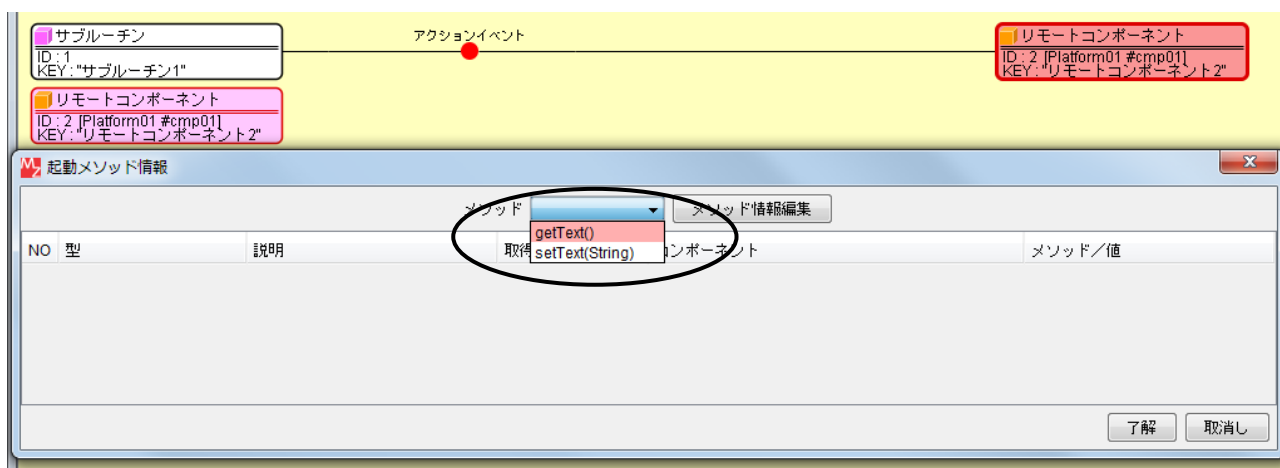 サブルーチン
ID : 1
KEY : "サブルーチン1"
アクションイベント
リモートコンポーネント
ID : 2 [Platform01 #cmp01]
KEY : "リモートコンポーネント2"
リモートコンポーネント
ID : 2 [Platform01 #cmp01]
KEY : "リモートコンポーネント2"
起動メソッド情報
メソッド
メソッド情報編集
getText()
setText(String)
NO 型 説明 取得 コンポーネント メソッド／値
了解 取消し